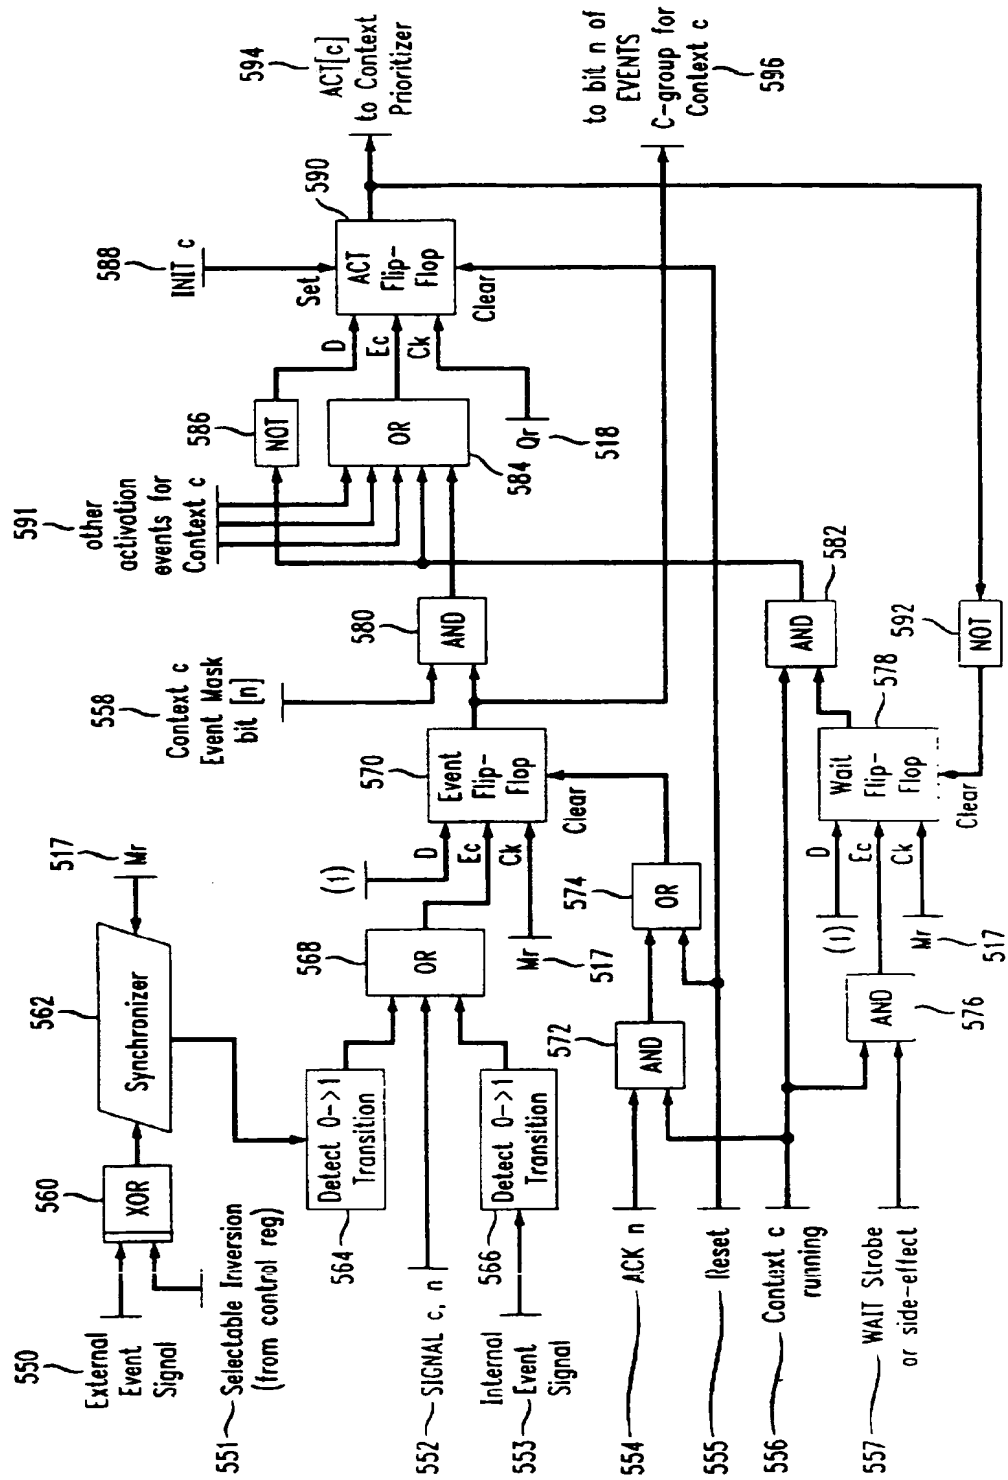 550
External
Event
Signal
551
Selectable Inversion
(from control reg)
560
XOR
562
Synchronizer
517
Mr
564
Detect 0->1
Transition
552
SIGNAL c, n
553
Internal
Event
Signal
566
Detect 0->1
Transition
568
OR
(1)
D
Ec
Ck
Mr
517
570
Event
Flip-
Flop
Clear
558
Context c
Event Mask
bit [n]
580
AND
591
other
activation
events for
Context c
586
NOT
OR
584
Qr
518
588
INIT c
Set
D
Ec
Ck
590
ACT
Flip-
Flop
Clear
594
ACT[c]
to Context
Prioritizer
to bit n of
EVENTS
C-group for
Context c
596
554
ACK n
555
Reset
556
Context c
running
557
WAIT Strobe
or side-effect
572
AND
574
OR
AND
576
(1)
D
Ec
Ck
Mr
517
578
Wait
Flip-
Flop
Clear
AND
582
592
NOT